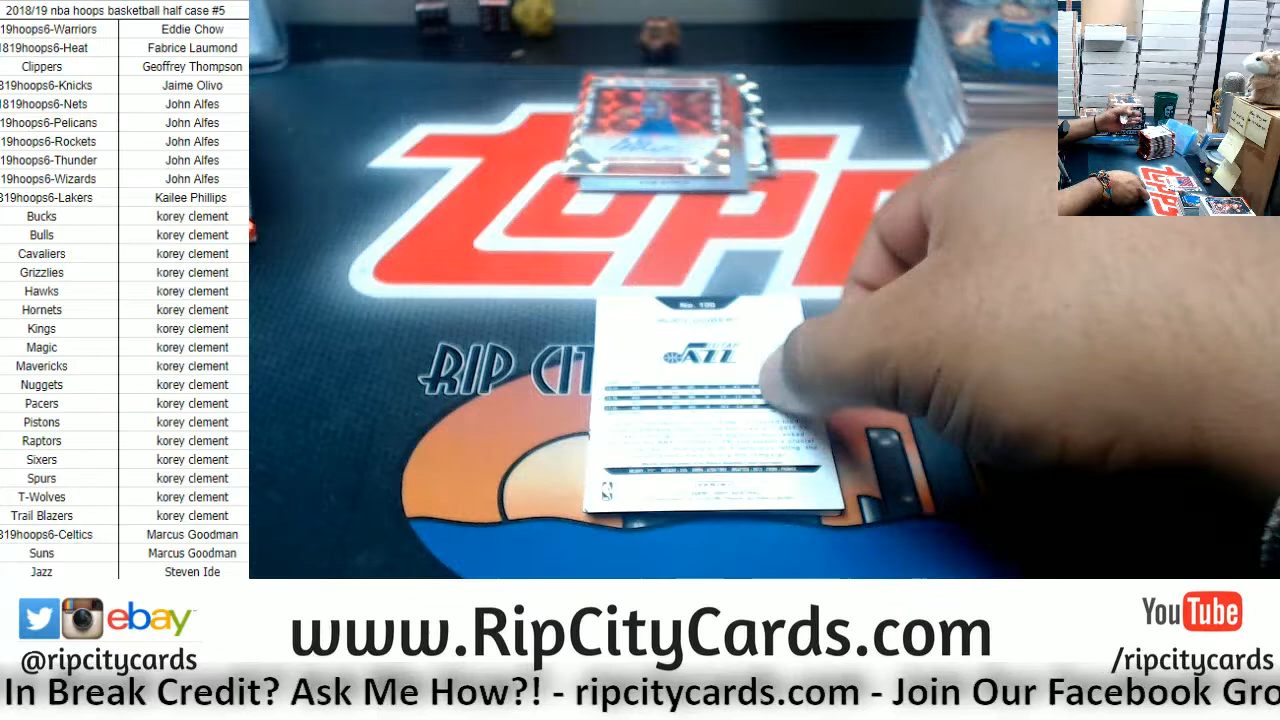 2018/19 nba hoops basketball half case #5
19hoops6-Warriors Eddie Chow
1819hoops6-Heat Fabrice Laumond
Clippers Geoffrey Thompson
819hoops6-Knicks Jaime Olivo
1819hoops6-Nets John Alfes
819hoops6-Pelicans John Alfes
819hoops6-Rockets John Alfes
819hoops6-Thunder John Alfes
819hoops6-Wizards John Alfes
819hoops6-Lakers Kailee Phillips
Bucks korey clement
Bulls korey clement
Cavaliers korey clement
Grizzlies korey clement
Hawks korey clement
Hornets korey clement
Kings korey clement
Magic korey clement
Mavericks korey clement
Nuggets korey clement
Pacers korey clement
Pistons korey clement
Raptors korey clement
Sixers korey clement
Spurs korey clement
T-Wolves korey clement
Trail Blazers korey clement
819hoops6-Celtics Marcus Goodman
Suns Marcus Goodman
Jazz Steven Ide
RIP CIT
JAZZ
ebay
@ripcitycards
www.RipCityCards.com
YouTube
/ripcitycards
In Break Credit? Ask Me How?! - ripcitycards.com - Join Our Facebook Gro